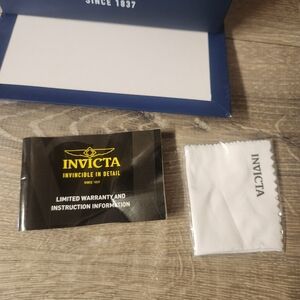 SINCE 1837
INVICTA
INVINCIBLE IN DETAIL
SINCE 1837
LIMITED WARRANTY AND
INSTRUCTION INFORMATION
INVICTA